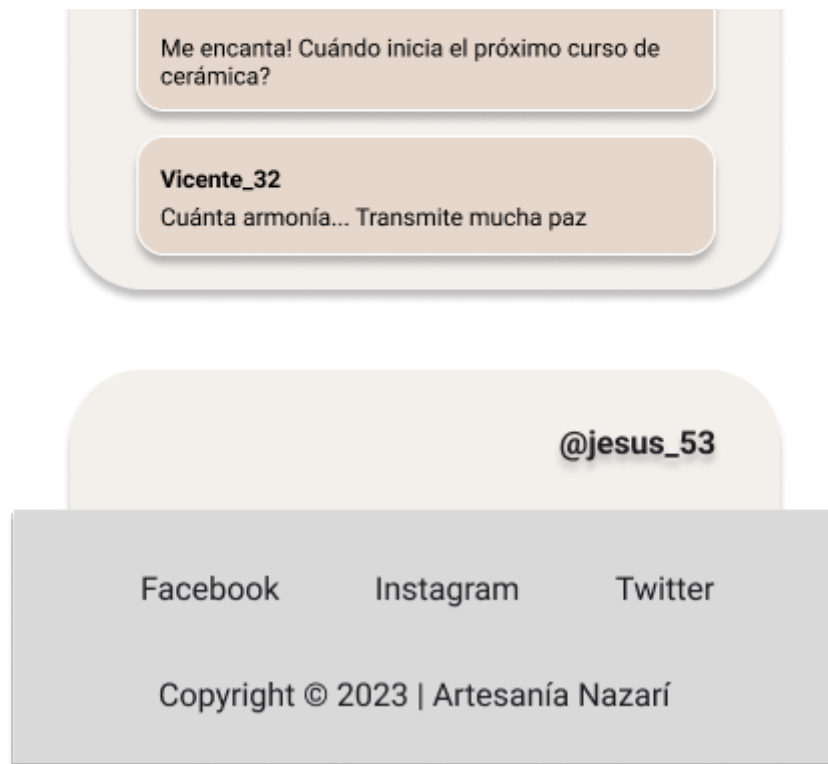 Me encanta! Cuándo inicia el próximo curso de
cerámica?
Vicente_32
Cuánta armonía... Transmite mucha paz
@jesus_53
Facebook Instagram Twitter
Copyright © 2023 | Artesanía Nazarí